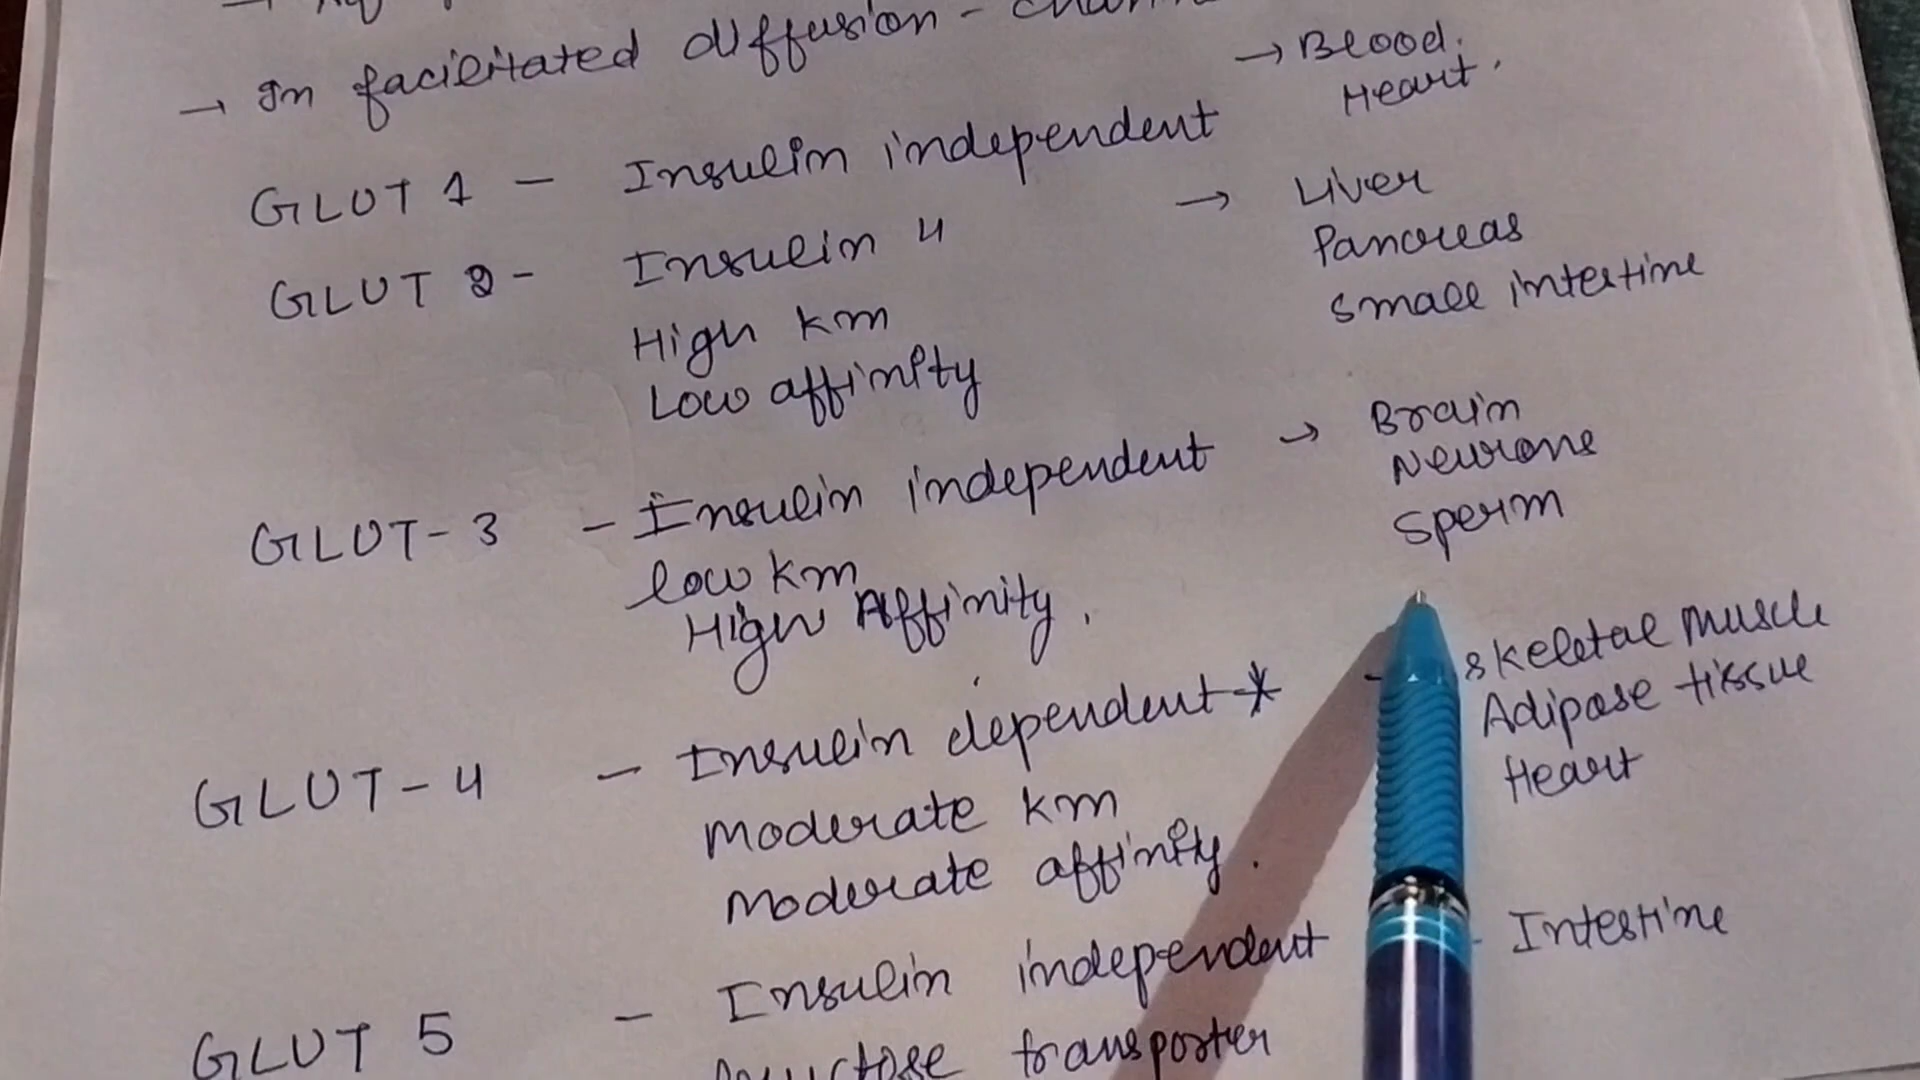 → In facilitated diffusion -
GLUT 1 - Insulin independent → Blood.
Heart.
GLUT 2 - Insulin 4 → Liver
High km Pancreas
Low affinity Small intestine
GLUT-3 - Insulin independent → Brain
low km Neurons
High Affinity. Sperm
GLUT-4 - Insulin dependent * - skeletal muscle
Moderate km Adipose tissue
Moderate affinity. Heart
GLUT 5 - Insulin independent - Intestine
transporter